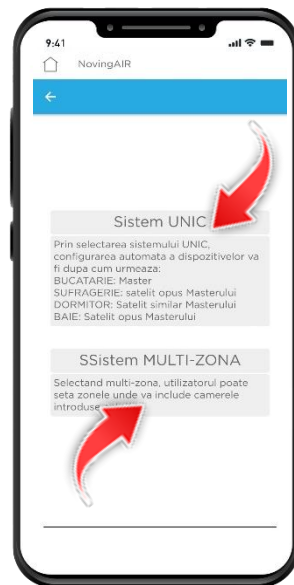 9:41
NovingAIR
Sistem UNIC
Prin selectarea sistemului UNIC,
configurarea automata a dispozitivelor va
fi dupa cum urmeaza:
BUCATARIE: Master
SUFRAGERIE: satelit opus Masterului
DORMITOR: Satelit similar Masterului
BAIE: Satelit opus Masterului
SSistem MULTI-ZONA
Selectand multi-zona, utilizatorul poate
seta zonele unde va include camerele
introduse